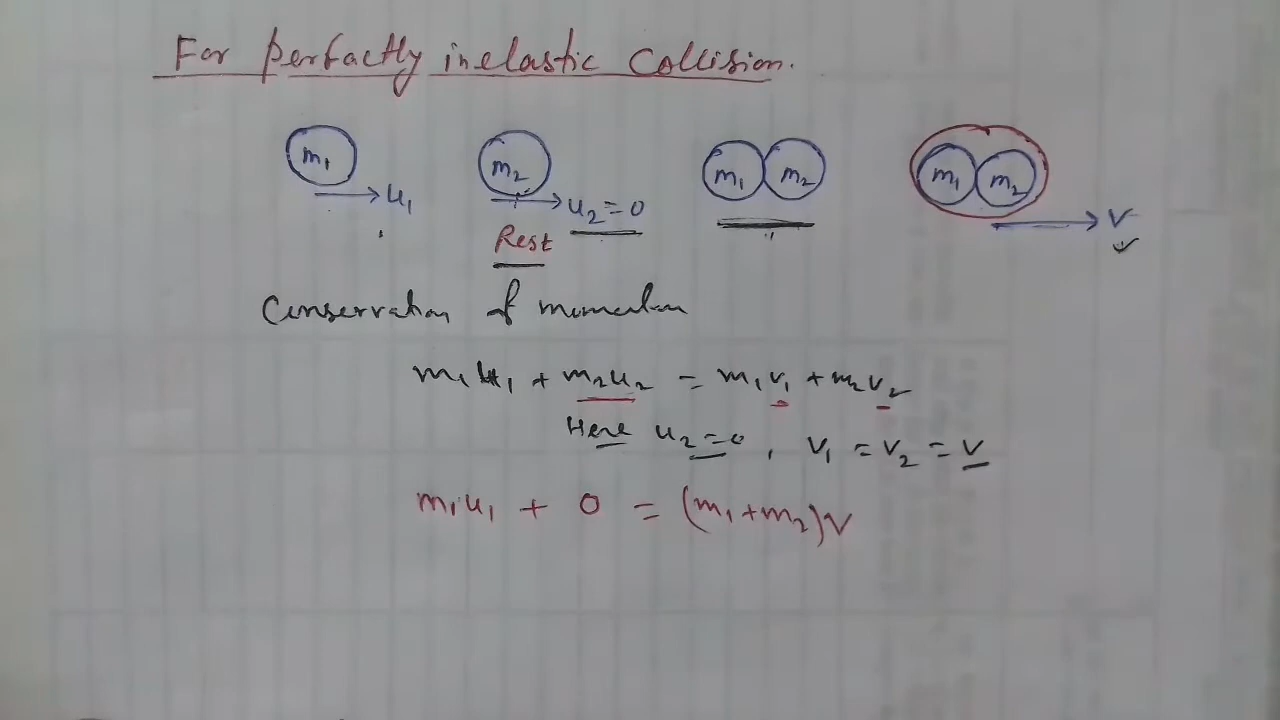 For perfactly inelastic Collision.
m₁ m₂ m₁ m₂ m₁ m₂
u₁ u₂=0 V
Rest
Conservation of momentum
m₁u₁ + m₂u₂ = m₁v₁ + m₂v₂
Here u₂=0, v₁ = v₂ = v
m₁u₁ + 0 = (m₁+m₂)v